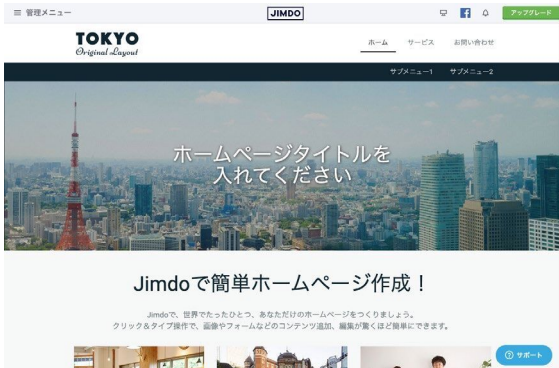 管理メニュー
JIMDO
アップグレード
TOKYO
Original Layout
ホーム サービス お問い合わせ
サブメニュー1 サブメニュー2
ホームページタイトルを
入れてください
Jimdoで簡単ホームページ作成！
Jimdoで、世界でたったひとつ、あなただけのホームページをつくりましょう。
クリック＆タイプ操作で、画像やフォームなどのコンテンツ追加、編集が驚くほど簡単にできます。
サポート